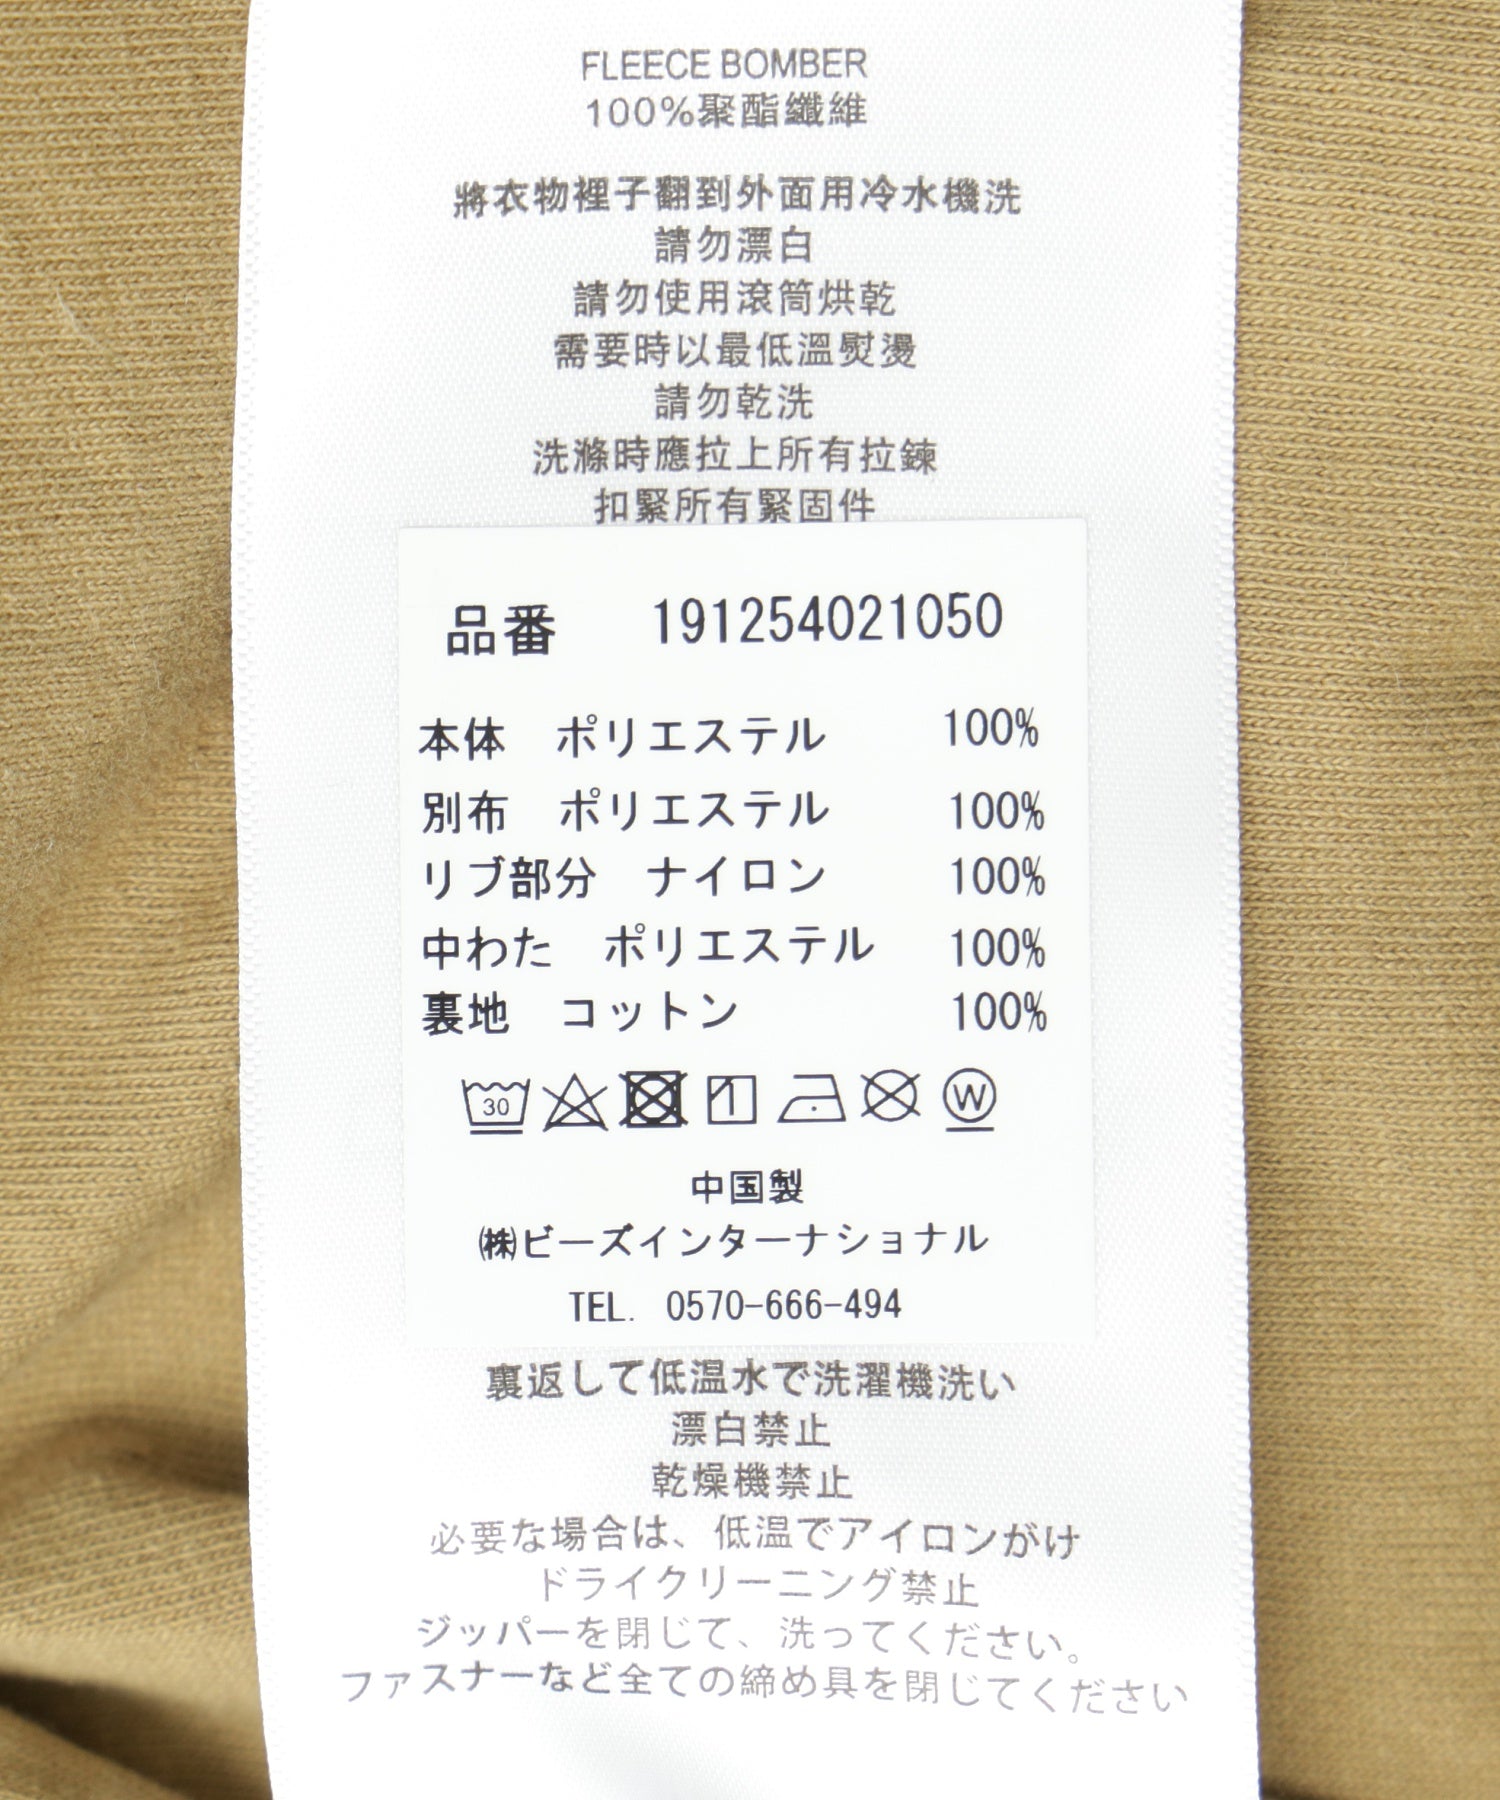 FLEECE BOMBER
100%聚酯纖維
將衣物裡子翻到外面用冷水機洗
請勿漂白
請勿使用滾筒烘乾
需要時以最低溫熨燙
請勿乾洗
洗滌時應拉上所有拉鍊
扣緊所有緊固件
品番 191254021050
本体 ポリエステル 100%
別布 ポリエステル 100%
リブ部分 ナイロン 100%
中わた ポリエステル 100%
裏地 コットン 100%
30 W
中国製
㈱ビーズインターナショナル
TEL. 0570-666-494
裏返して低温水で洗濯機洗い
漂白禁止
乾燥機禁止
必要な場合は、低温でアイロンがけ
ドライクリーニング禁止
ジッパーを閉じて、洗ってください。
ファスナーなど全ての締め具を閉じてください